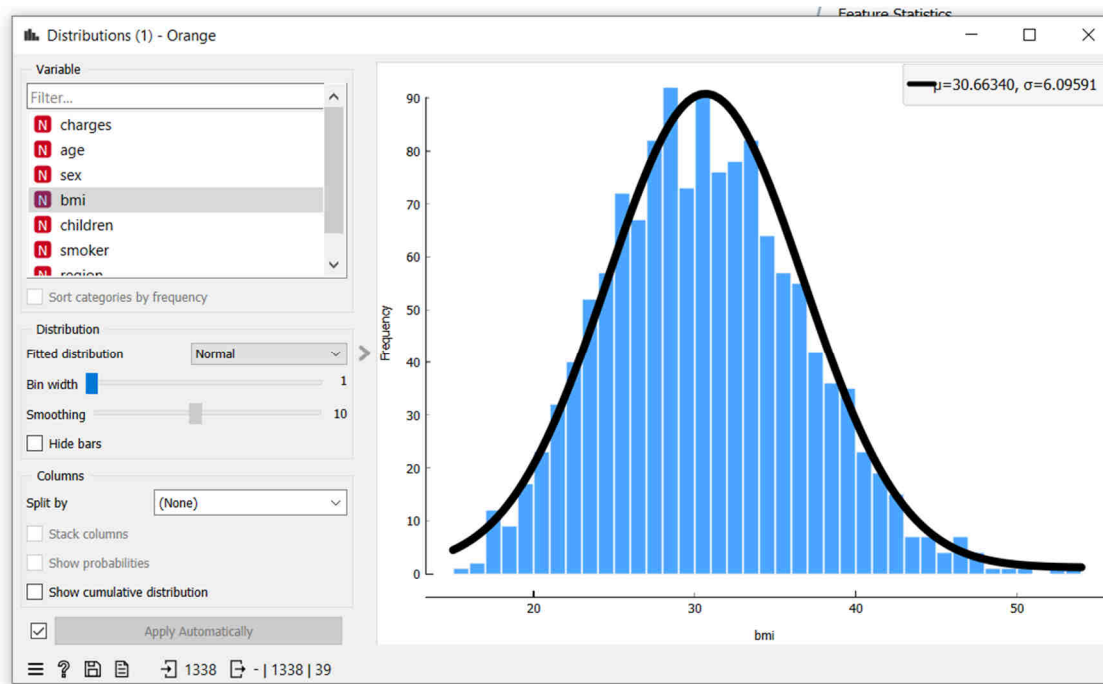 Feature Statistics
Distributions (1) - Orange
Variable
Filter...
N charges
N age
N sex
N bmi
N children
N smoker
N region
Sort categories by frequency
Distribution
Fitted distribution Normal
Bin width 1
Smoothing 10
Hide bars
Columns
Split by (None)
Stack columns
Show probabilities
Show cumulative distribution
Apply Automatically
1338 - | 1338 | 39
μ=30.66340, σ=6.09591
90
80
70
60
50
40
30
20
10
0
Frequency
20 30 40 50
bmi